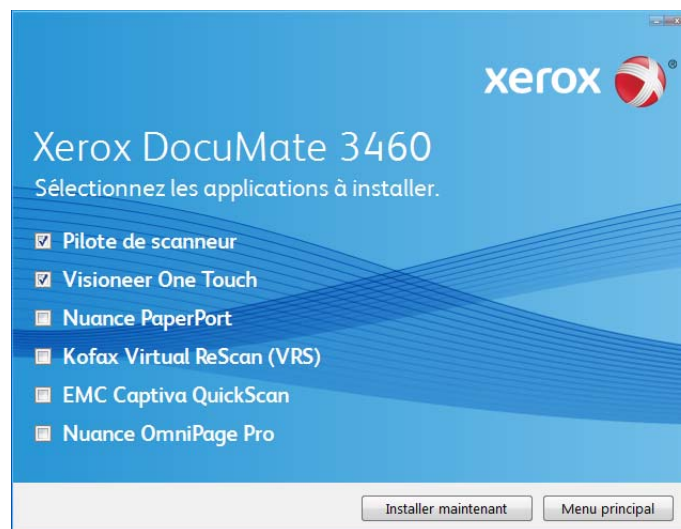 xerox ®
Xerox DocuMate 3460
Sélectionnez les applications à installer.
Pilote de scanneur
Visioneer One Touch
Nuance PaperPort
Kofax Virtual ReScan (VRS)
EMC Captiva QuickScan
Nuance OmniPage Pro
Installer maintenant
Menu principal